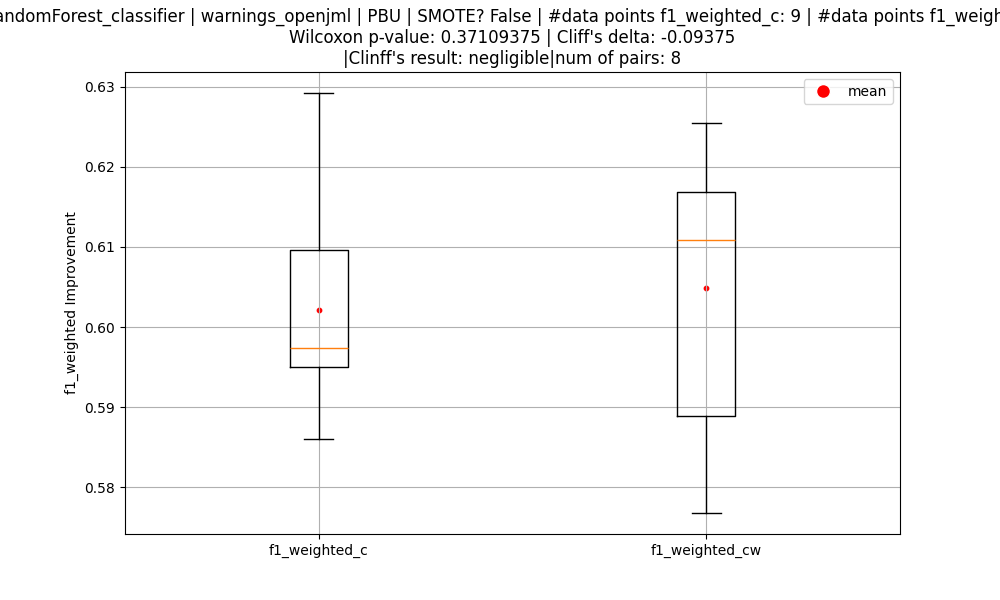 andomForest_classifier | warnings_openjml | PBU | SMOTE? False | #data points f1_weighted_c: 9 | #data points f1_weigh
Wilcoxon p-value: 0.37109375 | Cliff's delta: -0.09375
|Clinff's result: negligible|num of pairs: 8
mean
0.63
0.62
0.61
0.60
0.59
0.58
f1_weighted Improvement
f1_weighted_c
f1_weighted_cw